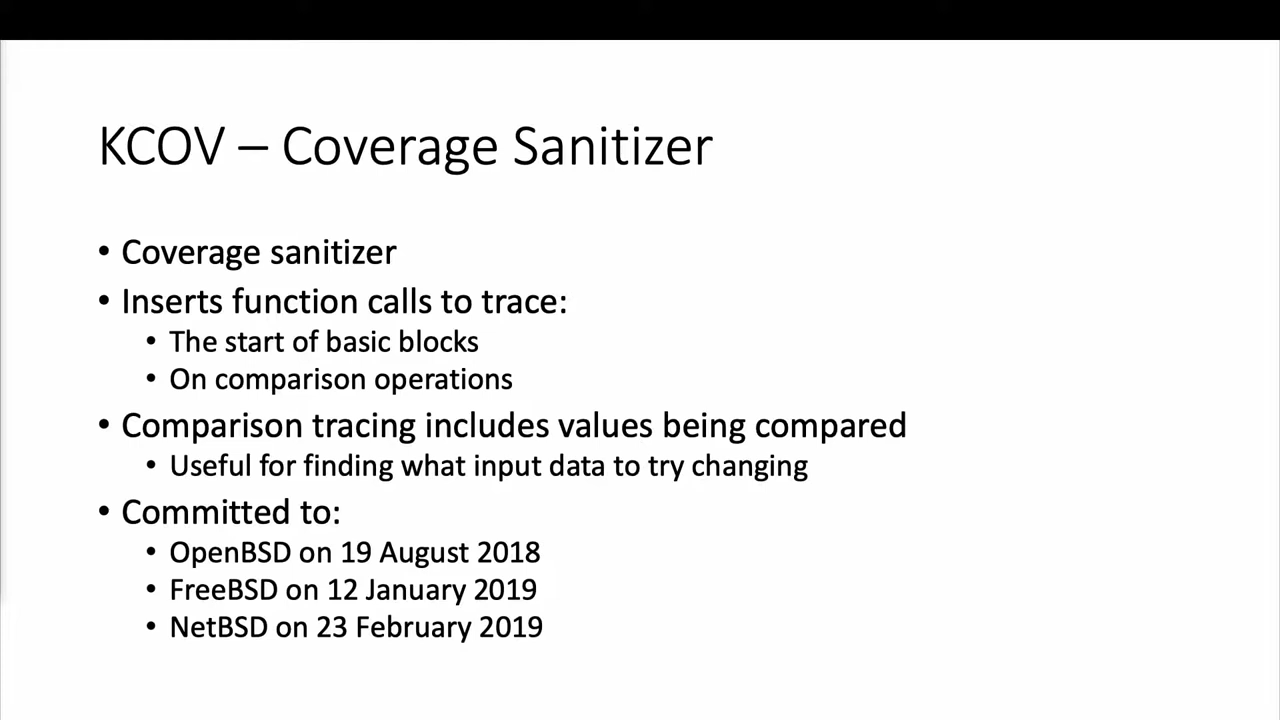 KCOV – Coverage Sanitizer
• Coverage sanitizer
• Inserts function calls to trace:
• The start of basic blocks
• On comparison operations
• Comparison tracing includes values being compared
• Useful for finding what input data to try changing
• Committed to:
• OpenBSD on 19 August 2018
• FreeBSD on 12 January 2019
• NetBSD on 23 February 2019